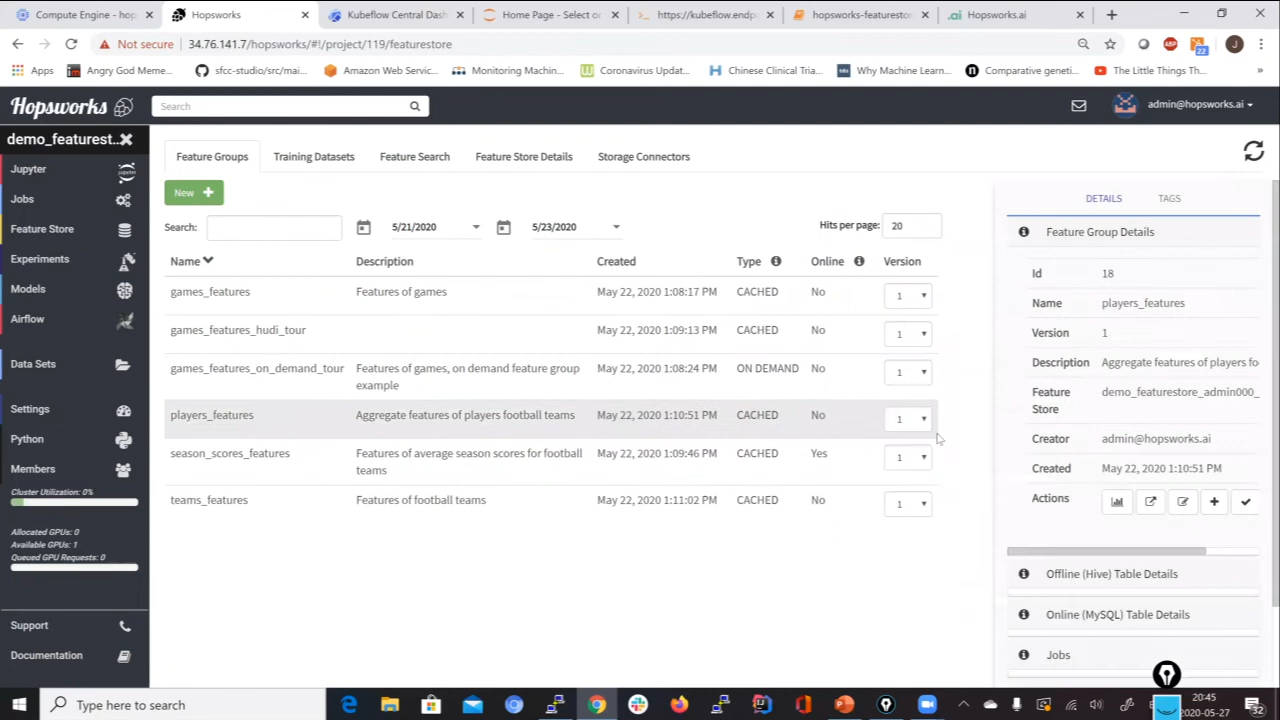 Compute Engine - hop
Hopsworks
Kubeflow Central Das
Home Page - Select or
https://kubeflow.endp
hopsworks-featurestor
Hopsworks.ai
Not secure
34.76.141.7/hopsworks/#!/project/119/featurestore
ABP
22
J
Apps
Angry God Meme...
sfcc-studio/src/mai...
Amazon Web Servic...
Monitoring Machin...
Coronavirus Updat...
Chinese Clinical Tria...
Why Machine Learn...
Comparative geneti...
The Little Things Th...
Hopsworks
Search
admin@hopsworks.ai
demo_featurest..
Jupyter
Jobs
Feature Store
Experiments
Models
Airflow
Data Sets
Settings
Python
Members
Cluster Utilization: 0%
Allocated GPUs: 0
Available GPUs: 1
Queued GPU Requests: 0
Support
Documentation
Feature Groups
Training Datasets
Feature Search
Feature Store Details
Storage Connectors
New
Search:
5/21/2020
5/23/2020
Hits per page:
20
Name
Description
Created
Type
Online
Version
games_features
Features of games
May 22, 2020 1:08:17 PM
CACHED
No
1
games_features_hudi_tour
May 22, 2020 1:09:13 PM
CACHED
No
1
games_features_on_demand_tour
Features of games, on demand feature group
example
May 22, 2020 1:08:24 PM
ON DEMAND
No
1
players_features
Aggregate features of players football teams
May 22, 2020 1:10:51 PM
CACHED
No
1
season_scores_features
Features of average season scores for football
teams
May 22, 2020 1:09:46 PM
CACHED
Yes
1
teams_features
Features of football teams
May 22, 2020 1:11:02 PM
CACHED
No
1
DETAILS
TAGS
Feature Group Details
Id
18
Name
players_features
Version
1
Description
Aggregate features of players fo
Feature
Store
demo_featurestore_admin000_
Creator
admin@hopsworks.ai
Created
May 22, 2020 1:10:51 PM
Actions
Offline (Hive) Table Details
Online (MySQL) Table Details
Jobs
Type here to search
20:45
2020-05-27
32